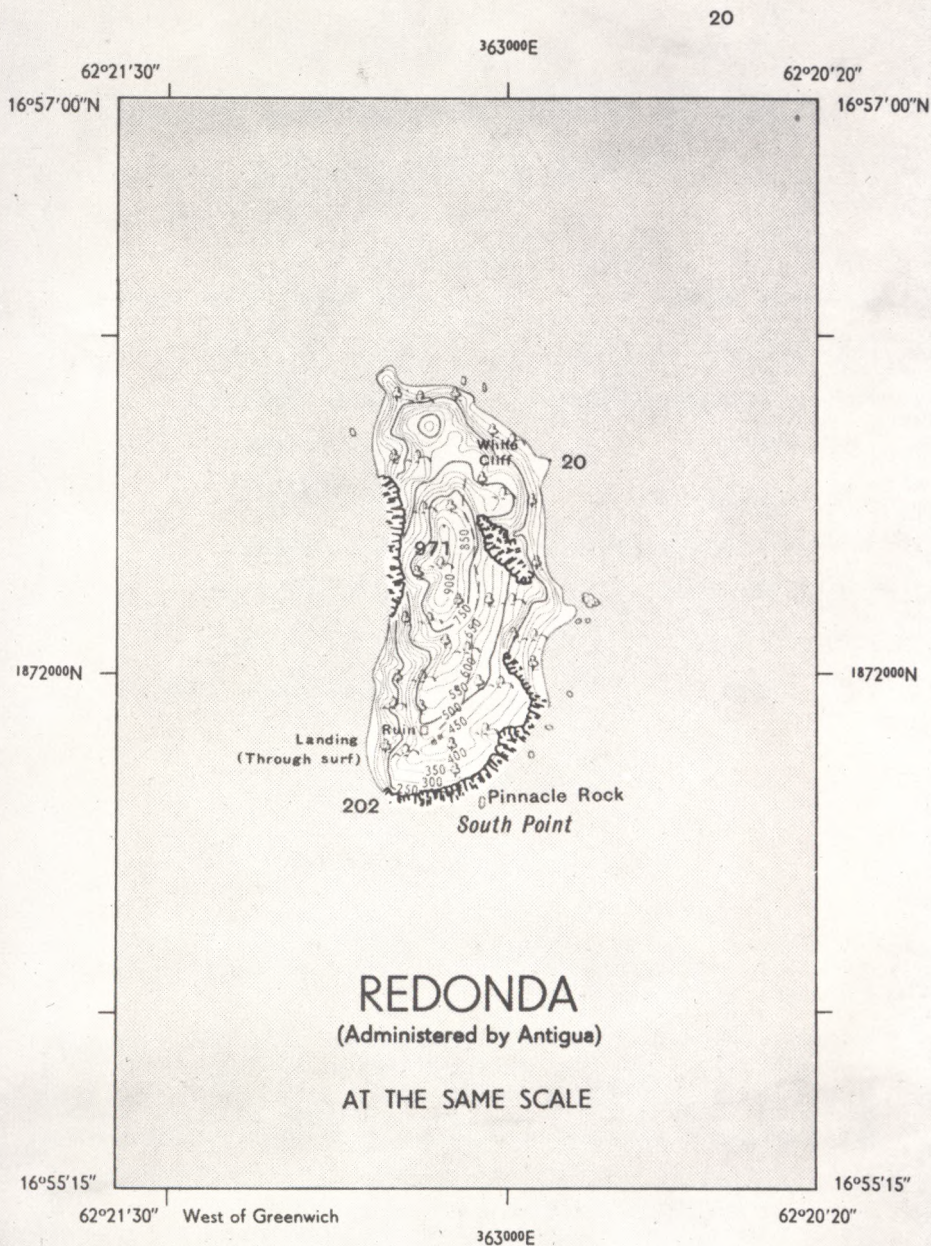 20
363000E
62°21'30" 62°20'20"
16°57'00"N 16°57'00"N
White
Cliff
20
971
850
900
750
650
600
1872000N 1872000N
550
500
Ruin
450
Landing
(Through surf)
400
350
300
250
202
Pinnacle Rock
South Point
REDONDA
(Administered by Antigua)
AT THE SAME SCALE
16°55'15" 16°55'15"
62°21'30" West of Greenwich 62°20'20"
363000E